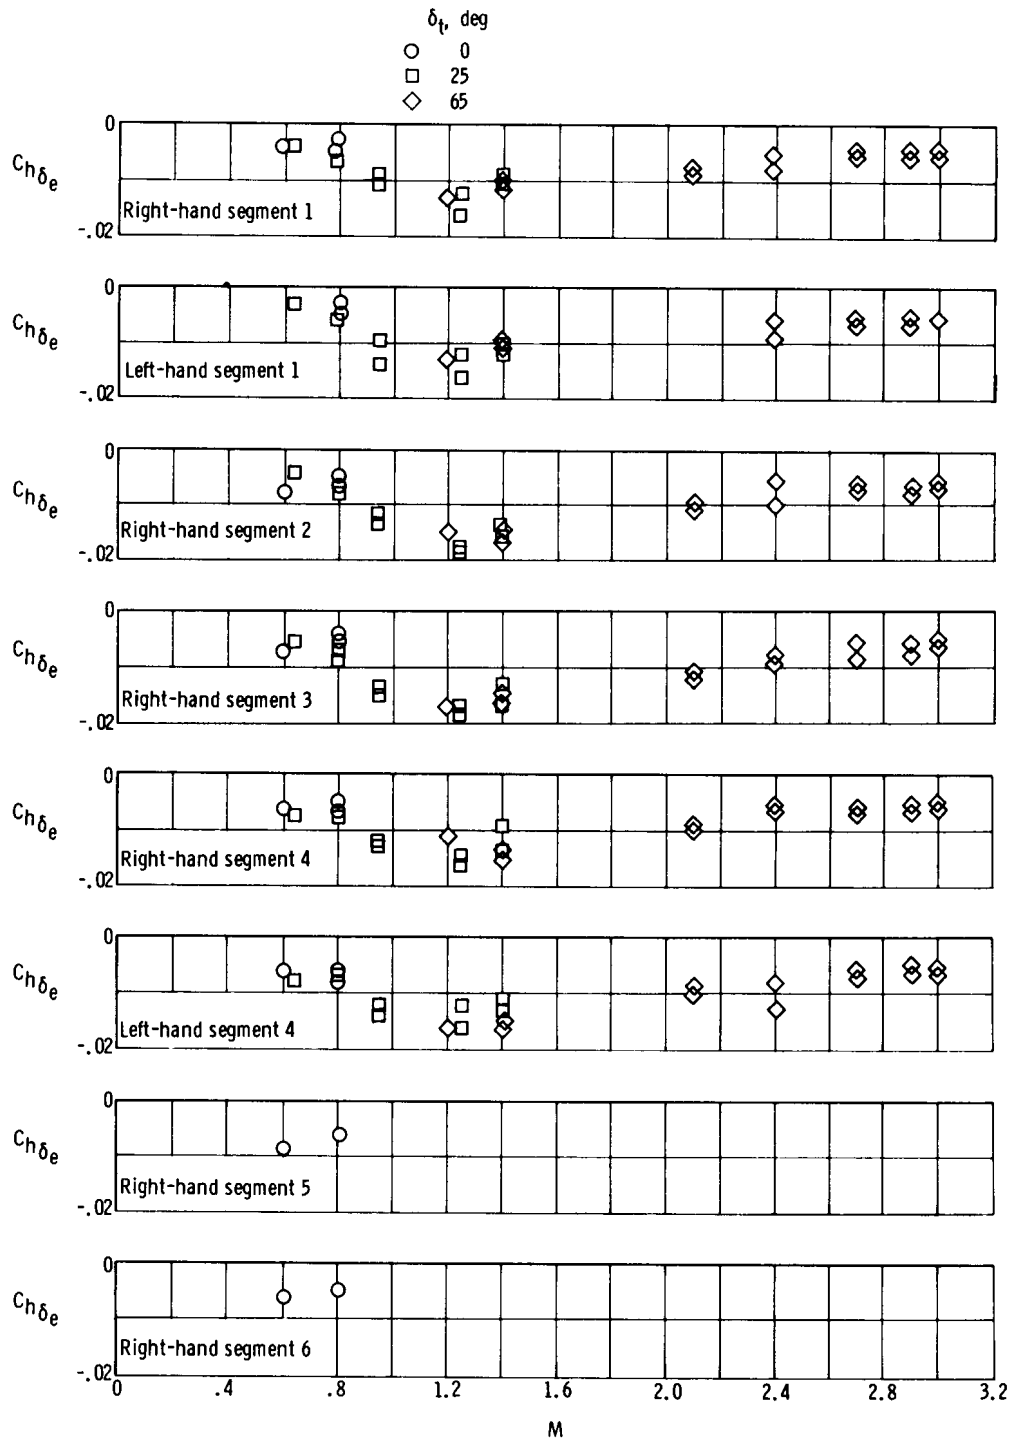 δt, deg
0
25
65
0
Chδe
Right-hand segment 1
-.02
0
Chδe
Left-hand segment 1
-.02
0
Chδe
Right-hand segment 2
-.02
0
Chδe
Right-hand segment 3
-.02
0
Chδe
Right-hand segment 4
-.02
0
Chδe
Left-hand segment 4
-.02
0
Chδe
Right-hand segment 5
-.02
0
Chδe
Right-hand segment 6
-.02
0 .4 .8 1.2 1.6 2.0 2.4 2.8 3.2
M